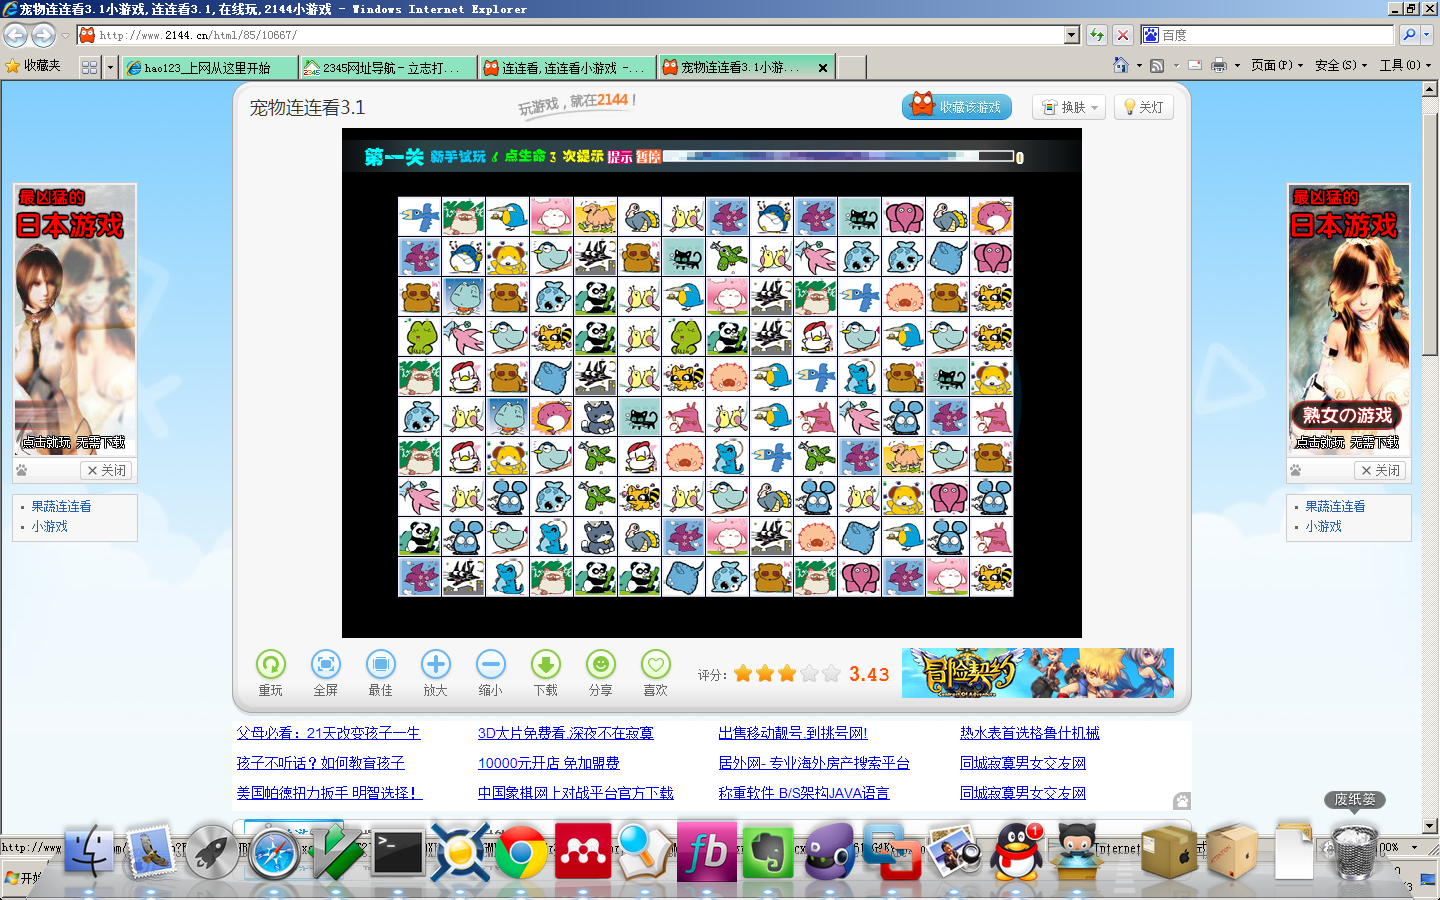 宠物连连看3.1小游戏,连连看3.1,在线玩,2144小游戏 - Windows Internet Explorer
http://www.2144.cn/html/85/10667/
百度
收藏夹
hao123_上网从这里开始
2345网址导航－立志打...
连连看,连连看小游戏 -...
宠物连连看3.1小游...
页面(P)
安全(S)
工具(O)
宠物连连看3.1
玩游戏，就在2144！
收藏该游戏
换肤
关灯
第一关 新手试玩 6 点生命 3 次提示 提示 暂停 0
最凶猛的
日本游戏
点击就玩 无需下载
关闭
果蔬连连看
小游戏
最凶猛的
日本游戏
熟女の游戏
点击就玩 无需下载
关闭
果蔬连连看
小游戏
重玩
全屏
最佳
放大
缩小
下载
分享
喜欢
评分:
3.43
冒险契约
父母必看：21天改变孩子一生
3D大片免费看,深夜不在寂寞
出售移动靓号,到挑号网!
热水表首选格鲁什机械
孩子不听话? 如何教育孩子
10000元开店 免加盟费
居外网- 专业海外房产搜索平台
同城寂寞男女交友网
美国帕德扭力扳手 明智选择!
中国象棋网上对战平台官方下载
称重软件 B/S架构JAVA语言
同城寂寞男女交友网
废纸篓
http://www.
Internet
00%
开始
fb
1